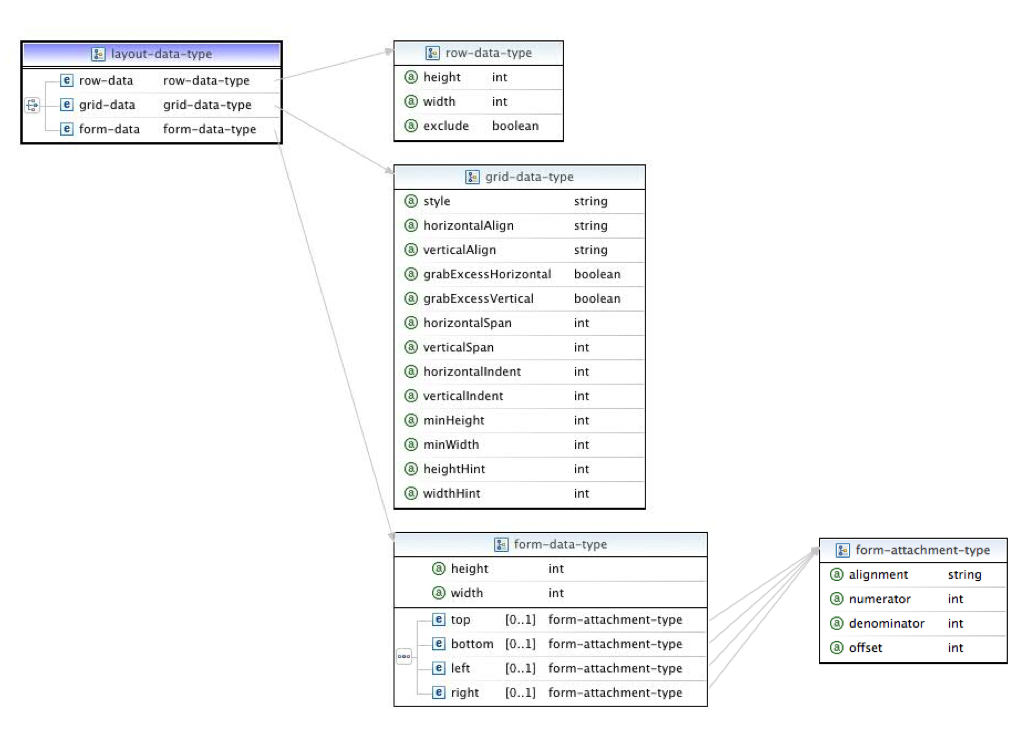 layout-data-type
e row-data row-data-type
e grid-data grid-data-type
e form-data form-data-type
row-data-type
a height int
a width int
a exclude boolean
grid-data-type
a style string
a horizontalAlign string
a verticalAlign string
a grabExcessHorizontal boolean
a grabExcessVertical boolean
a horizontalSpan int
a verticalSpan int
a horizontalIndent int
a verticalIndent int
a minHeight int
a minWidth int
a heightHint int
a widthHint int
form-data-type
a height int
a width int
e top [0..1] form-attachment-type
e bottom [0..1] form-attachment-type
e left [0..1] form-attachment-type
e right [0..1] form-attachment-type
form-attachment-type
a alignment string
a numerator int
a denominator int
a offset int